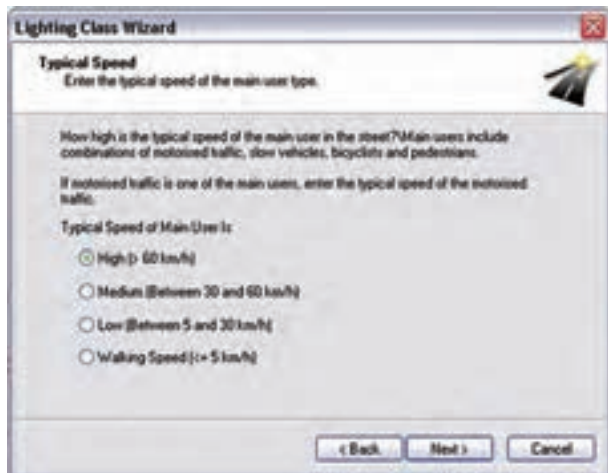 Lighting Class Wizard
Typical Speed
Enter the typical speed of the main user type.
How high is the typical speed of the main user in the street?\Main users include
combinations of motorised traffic, slow vehicles, bicyclists and pedestrians.
If motorised traffic is one of the main users, enter the typical speed of the motorised
traffic.
Typical Speed of Main User Is
High (> 60 km/h)
Medium (Between 30 and 60 km/h)
Low (Between 5 and 30 km/h)
Walking Speed (<= 5 km/h)
< Back Next > Cancel